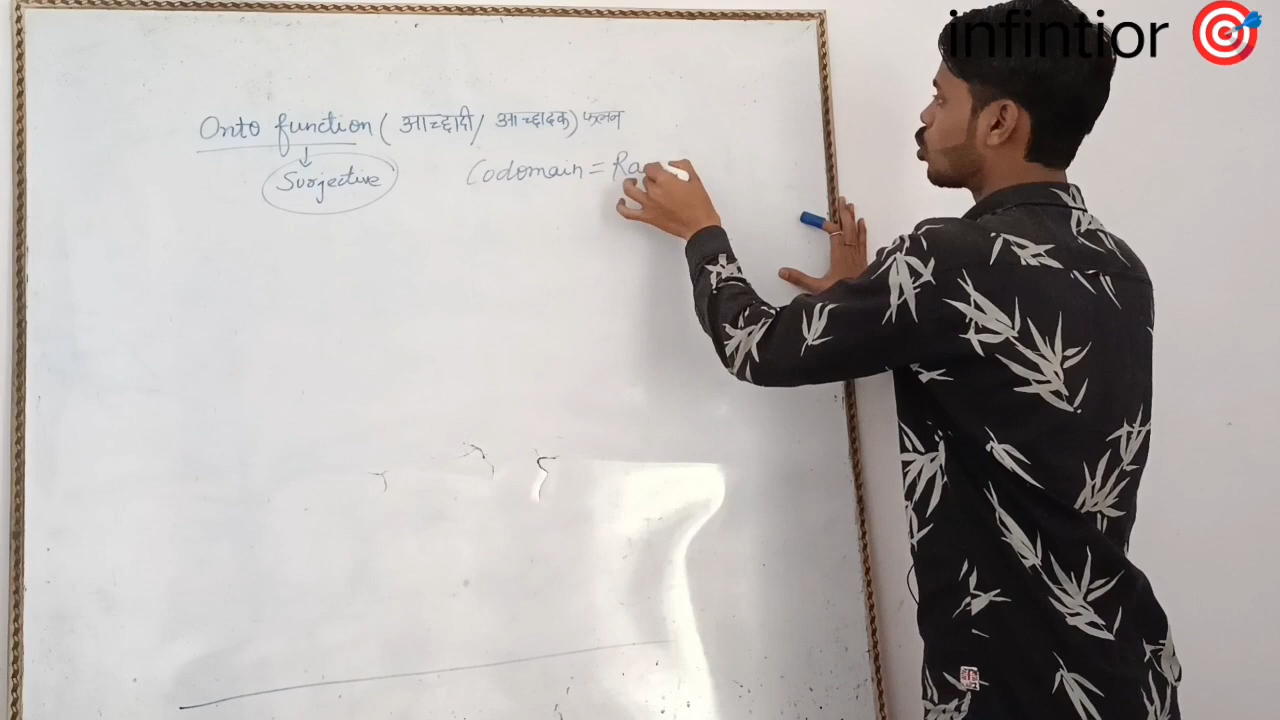 infintior
Onto function ( आच्छादी / आच्छादक ) फलन
Surjective
Codomain = Ra